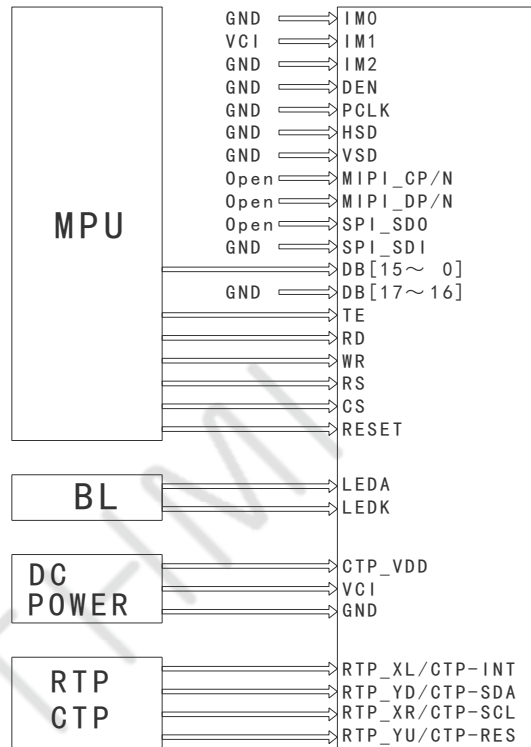 GND IM0
VCI IM1
GND IM2
GND DEN
GND PCLK
GND HSD
GND VSD
Open MIPI_CP/N
Open MIPI_DP/N
Open SPI_SDO
GND SPI_SDI
MPU
DB[15～ 0]
GND DB[17～16]
TE
RD
WR
RS
CS
RESET
BL
LEDA
LEDK
DC
POWER
CTP_VDD
VCI
GND
RTP
CTP
RTP_XL/CTP-INT
RTP_YD/CTP-SDA
RTP_XR/CTP-SCL
RTP_YU/CTP-RES
THMI